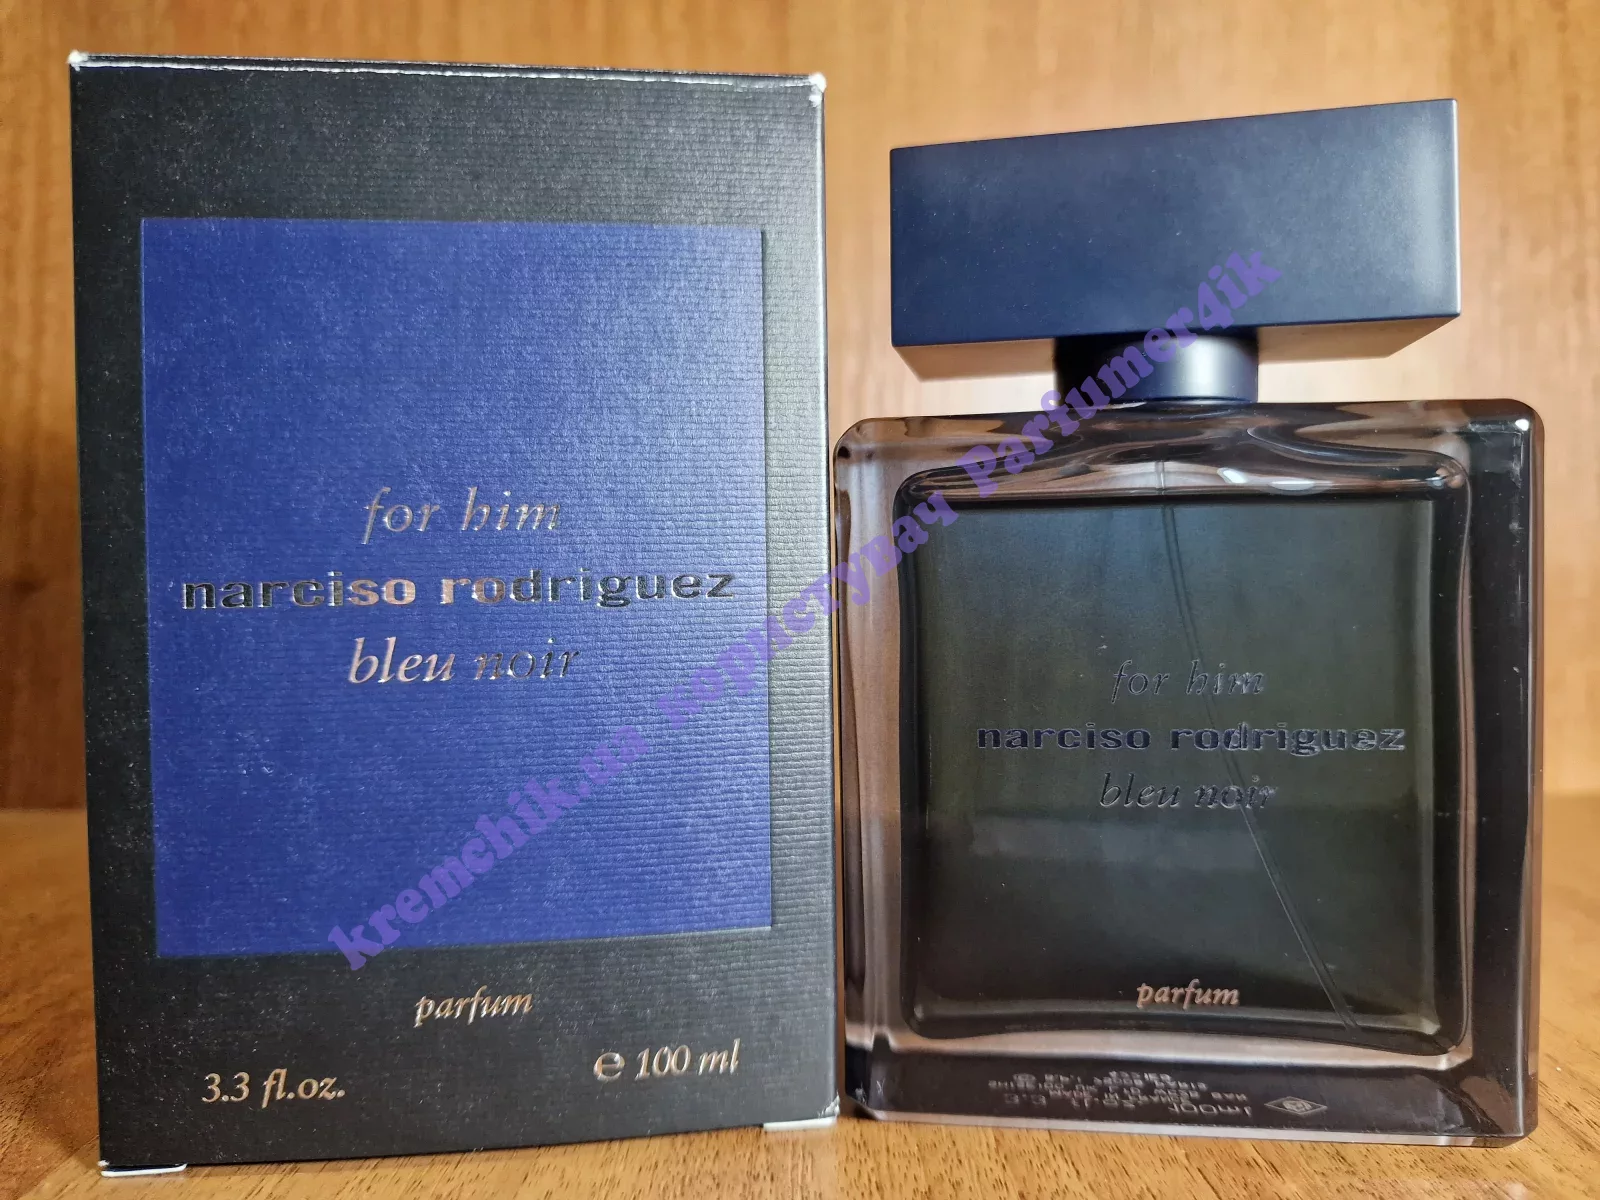 for him
narciso rodriguez
bleu noir
parfum
3.3 fl.oz.
e 100 ml
for him
narciso rodriguez
bleu noir
parfum
kremchik.ua користувач Parfumer4ik